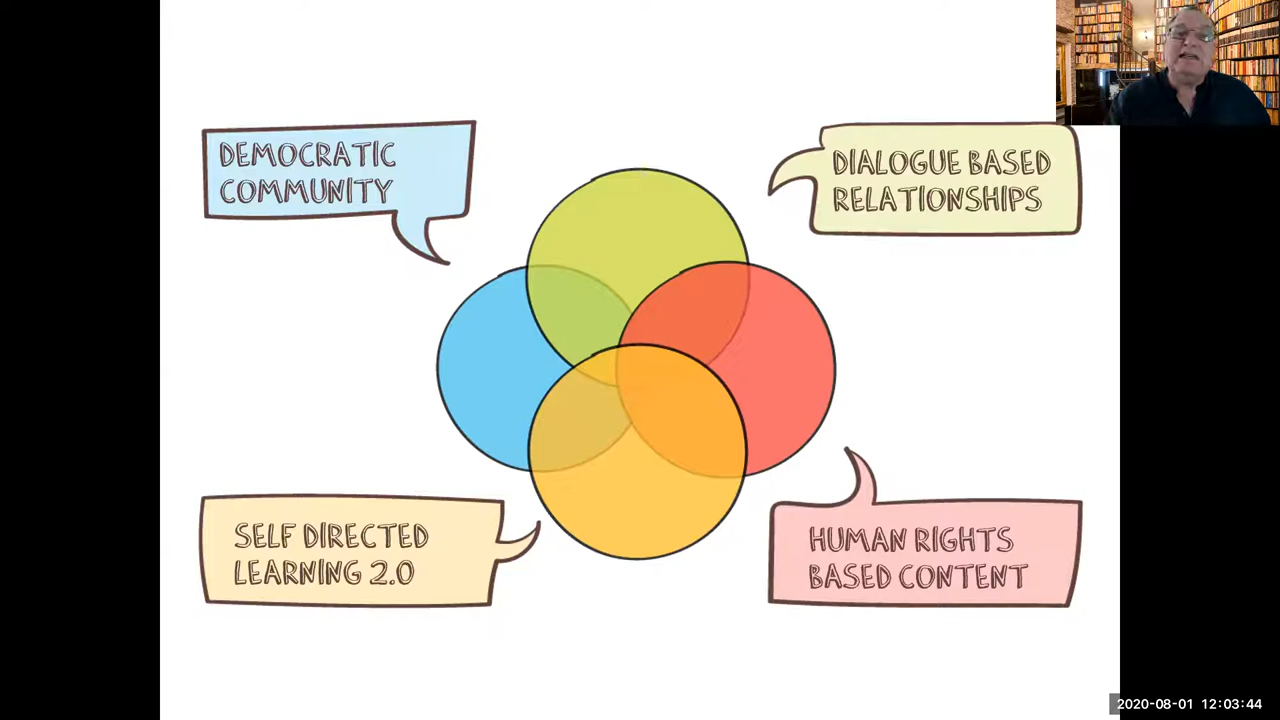 DEMOCRATIC
COMMUNITY
DIALOGUE BASED
RELATIONSHIPS
SELF DIRECTED
LEARNING 2.0
HUMAN RIGHTS
BASED CONTENT
2020-08-01 12:03:44